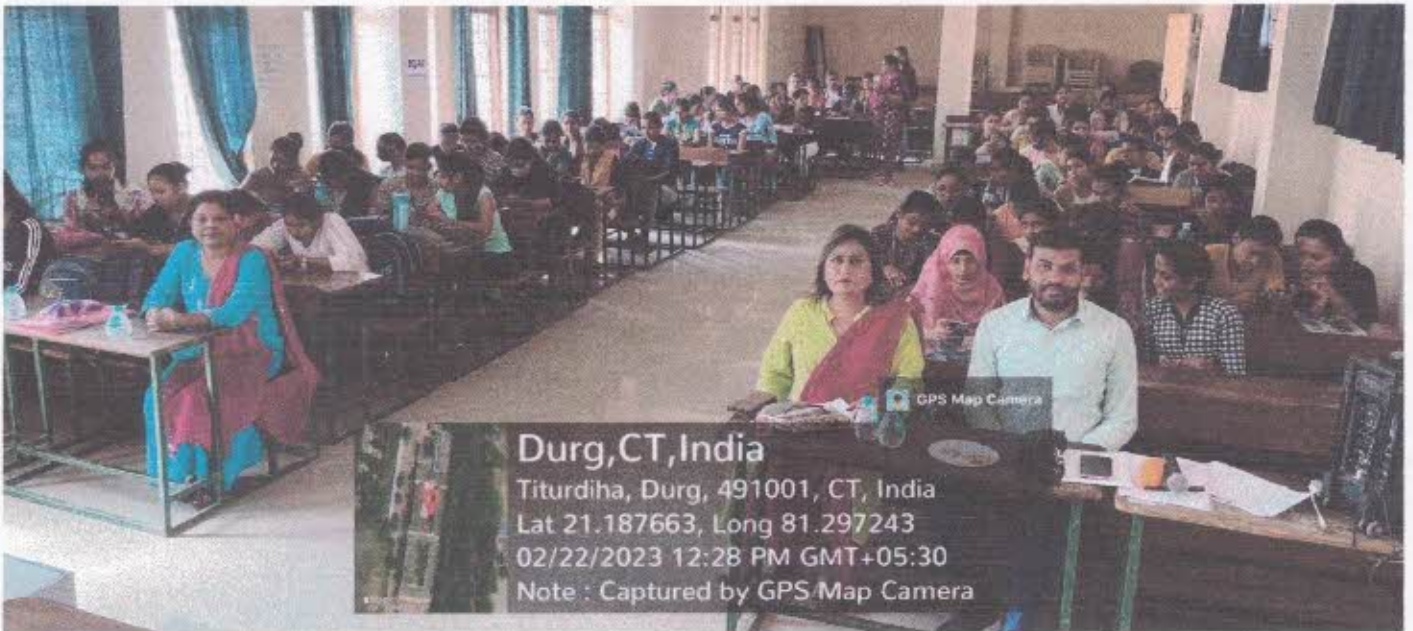 GPS Map Camera
Durg,CT,India
Titurdiha, Durg, 491001, CT, India
Lat 21.187663, Long 81.297243
02/22/2023 12:28 PM GMT+05:30
Note : Captured by GPS Map Camera